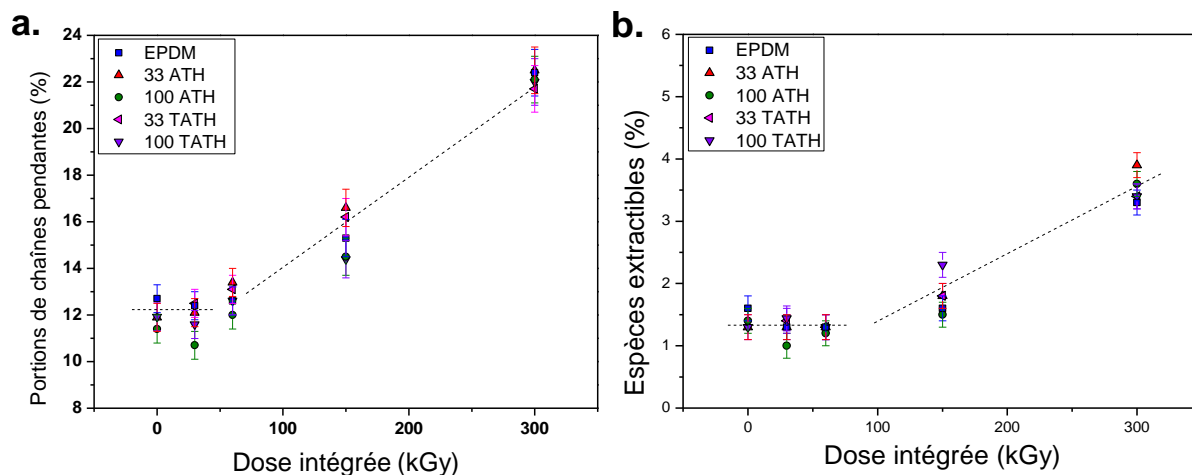 a.
24
22
20
18
16
14
12
10
8
Portions de chaînes pendantes (%)
EPDM
33 ATH
100 ATH
33 TATH
100 TATH
0 100 200 300
Dose intégrée (kGy)
b.
6
5
4
3
2
1
0
Espèces extractibles (%)
EPDM
33 ATH
100 ATH
33 TATH
100 TATH
0 100 200 300
Dose intégrée (kGy)